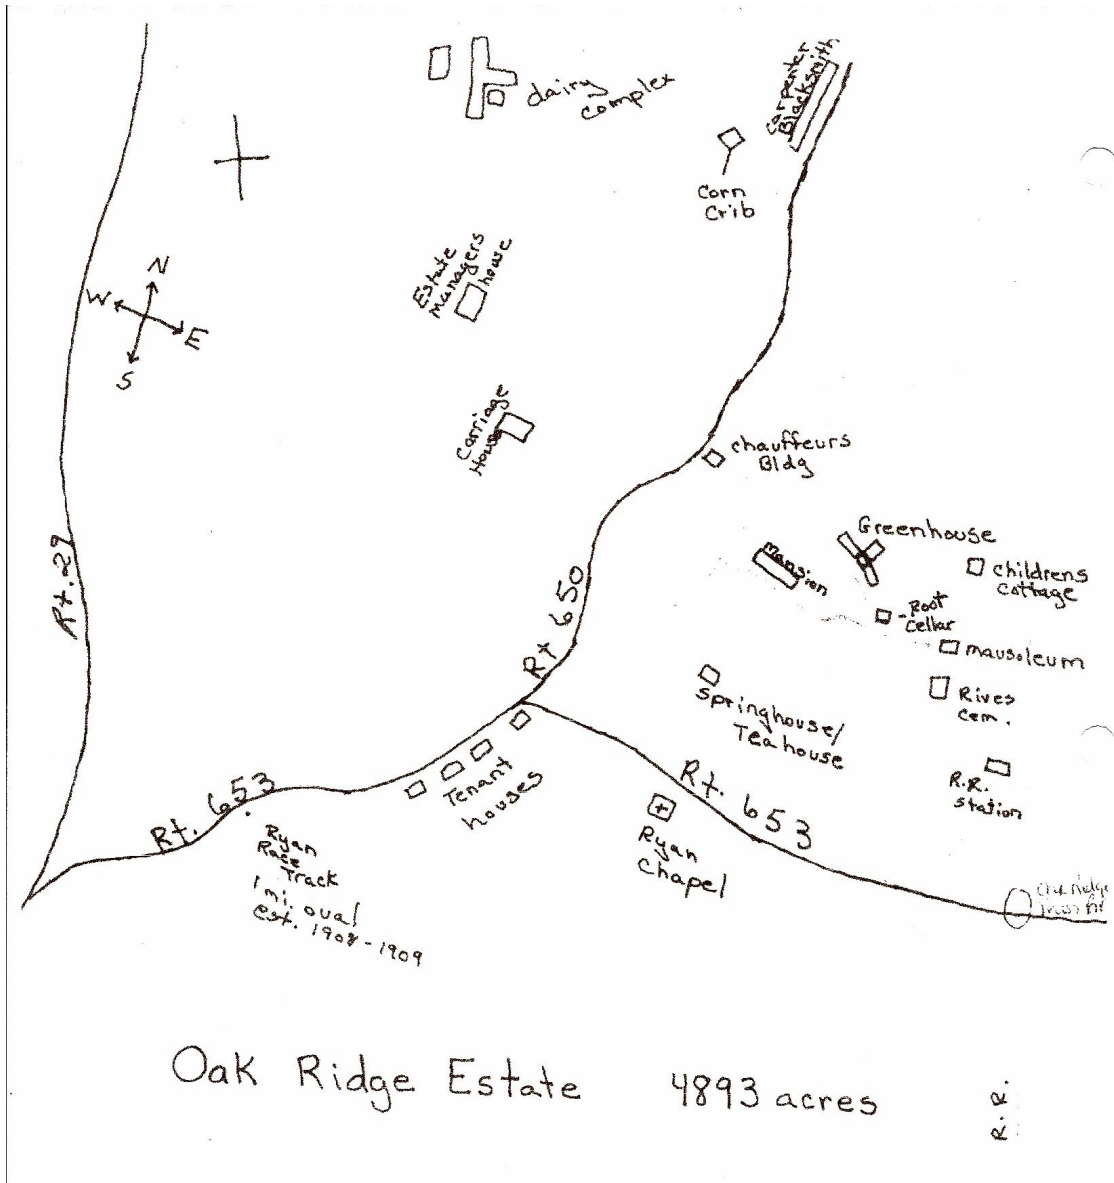 dairy
complex
Carpenter
Blacksmith
Corn
Crib
Estate
Managers
house
N
W
E
S
Carriage
House
chauffeurs
Bldg
Greenhouse
Mansion
childrens
cottage
Root
Cellar
mausoleum
Rives
Cem.
Rt. 29
Rt 650
Springhouse/
Teahouse
R.R.
Station
Rt. 653
Tenant
houses
Rt. 653
Ryan
Chapel
Ryan
Race
Track
1 mi. oval
est. 1908-1909
Ridge
Oak Ridge Estate 4893 acres
R.R.